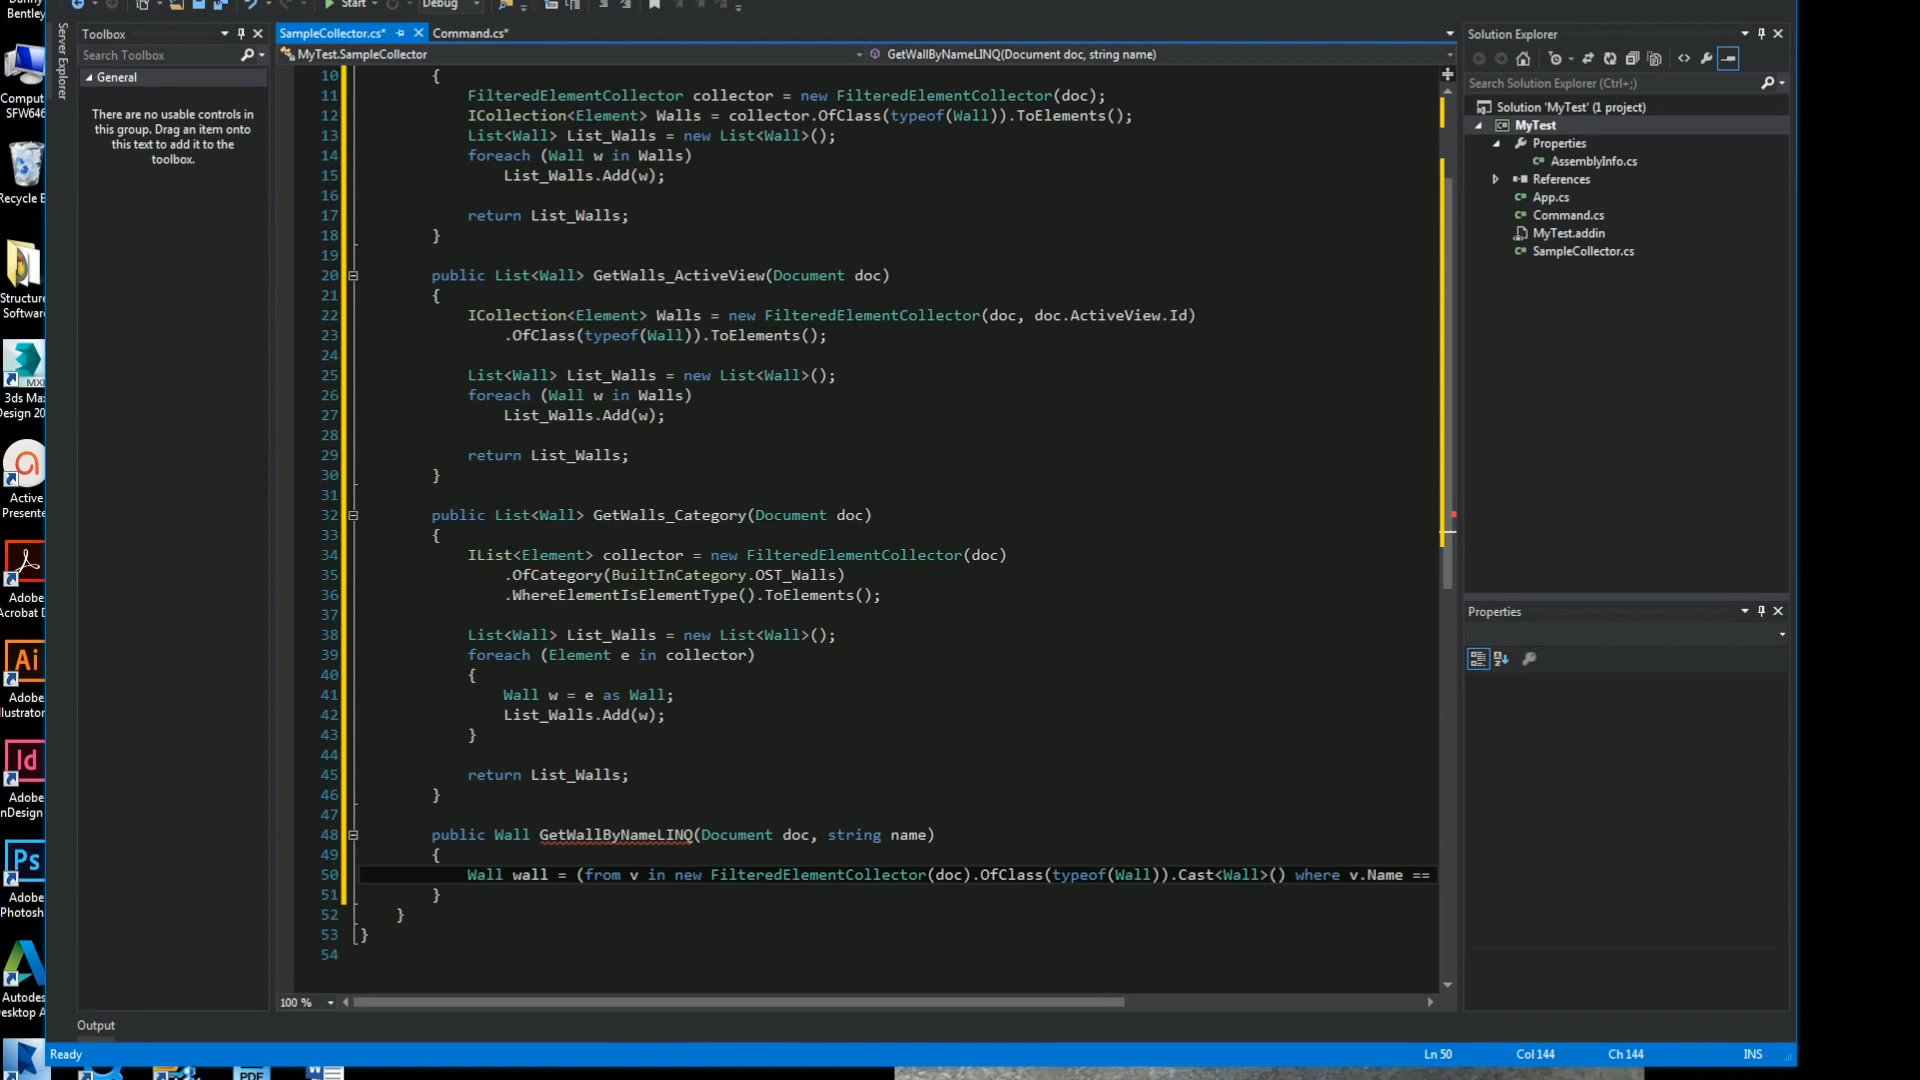 Danny
Bentley
Comput
SFW646
Recycle B
Structure
Software
MX
3ds Max
Design 20
Active
Presente
Adobe
Acrobat D
Ai
Adobe
Illustrator
Id
Adobe
InDesign
Ps
Adobe
Photosh
Autodes
Desktop A
Server Explorer
Start
Debug
Toolbox
Search Toolbox
General
There are no usable controls in
this group. Drag an item onto
this text to add it to the
toolbox.
SampleCollector.cs*
Command.cs*
MyTest.SampleCollector
GetWallByNameLINQ(Document doc, string name)
10 {
11 FilteredElementCollector collector = new FilteredElementCollector(doc);
12 ICollection<Element> Walls = collector.OfClass(typeof(Wall)).ToElements();
13 List<Wall> List_Walls = new List<Wall>();
14 foreach (Wall w in Walls)
15 List_Walls.Add(w);
16
17 return List_Walls;
18 }
19
20 public List<Wall> GetWalls_ActiveView(Document doc)
21 {
22 ICollection<Element> Walls = new FilteredElementCollector(doc, doc.ActiveView.Id)
23 .OfClass(typeof(Wall)).ToElements();
24
25 List<Wall> List_Walls = new List<Wall>();
26 foreach (Wall w in Walls)
27 List_Walls.Add(w);
28
29 return List_Walls;
30 }
31
32 public List<Wall> GetWalls_Category(Document doc)
33 {
34 IList<Element> collector = new FilteredElementCollector(doc)
35 .OfCategory(BuiltInCategory.OST_Walls)
36 .WhereElementIsElementType().ToElements();
37
38 List<Wall> List_Walls = new List<Wall>();
39 foreach (Element e in collector)
40 {
41 Wall w = e as Wall;
42 List_Walls.Add(w);
43 }
44
45 return List_Walls;
46 }
47
48 public Wall GetWallByNameLINQ(Document doc, string name)
49 {
50 Wall wall = (from v in new FilteredElementCollector(doc).OfClass(typeof(Wall)).Cast<Wall>() where v.Name ==
51 }
52 }
53 }
54
100 %
Output
Solution Explorer
Search Solution Explorer (Ctrl+;)
Solution 'MyTest' (1 project)
MyTest
Properties
AssemblyInfo.cs
References
App.cs
Command.cs
MyTest.addin
SampleCollector.cs
Properties
Ready
Ln 50
Col 144
Ch 144
INS
PDF
W